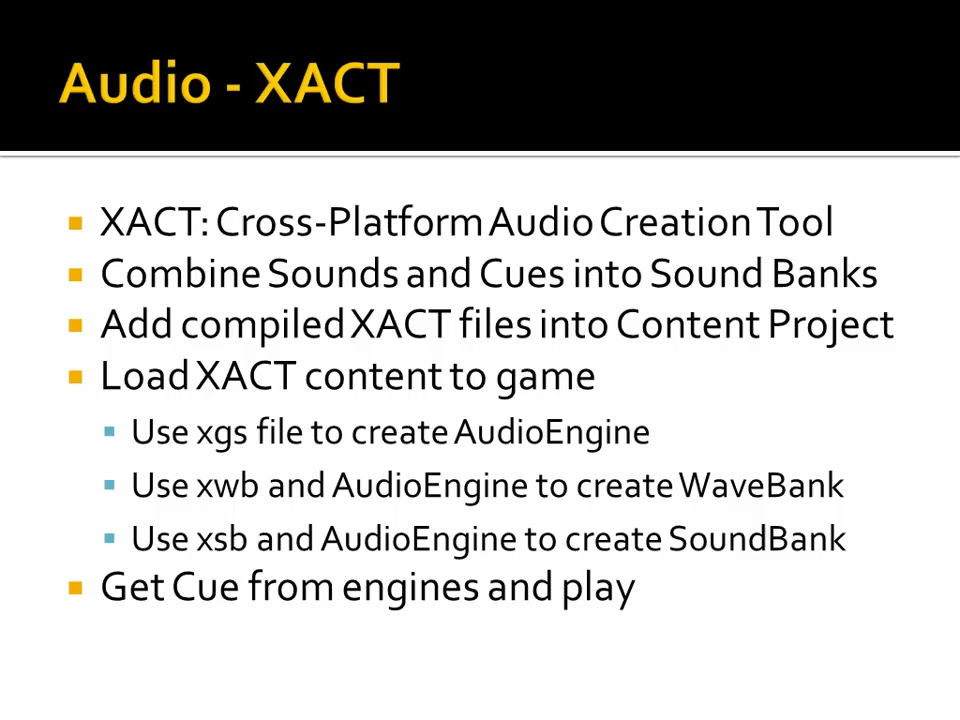 Audio - XACT
XACT: Cross-Platform Audio Creation Tool
Combine Sounds and Cues into Sound Banks
Add compiled XACT files into Content Project
Load XACT content to game
Use xgs file to create AudioEngine
Use xwb and AudioEngine to create WaveBank
Use xsb and AudioEngine to create SoundBank
Get Cue from engines and play